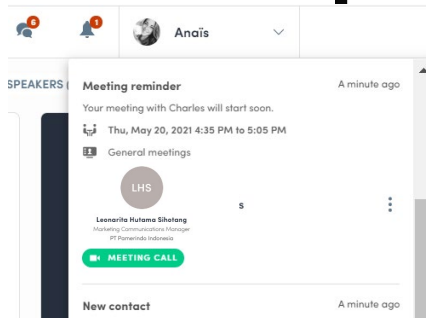 6
1
Anaïs
SPEAKERS (
Meeting reminder
A minute ago
Your meeting with Charles will start soon.
Thu, May 20, 2021 4:35 PM to 5:05 PM
General meetings
LHS
s
Leonarita Hutama Sihotang
Marketing Communications Manager
PT Pamerindo Indonesia
MEETING CALL
New contact
A minute ago